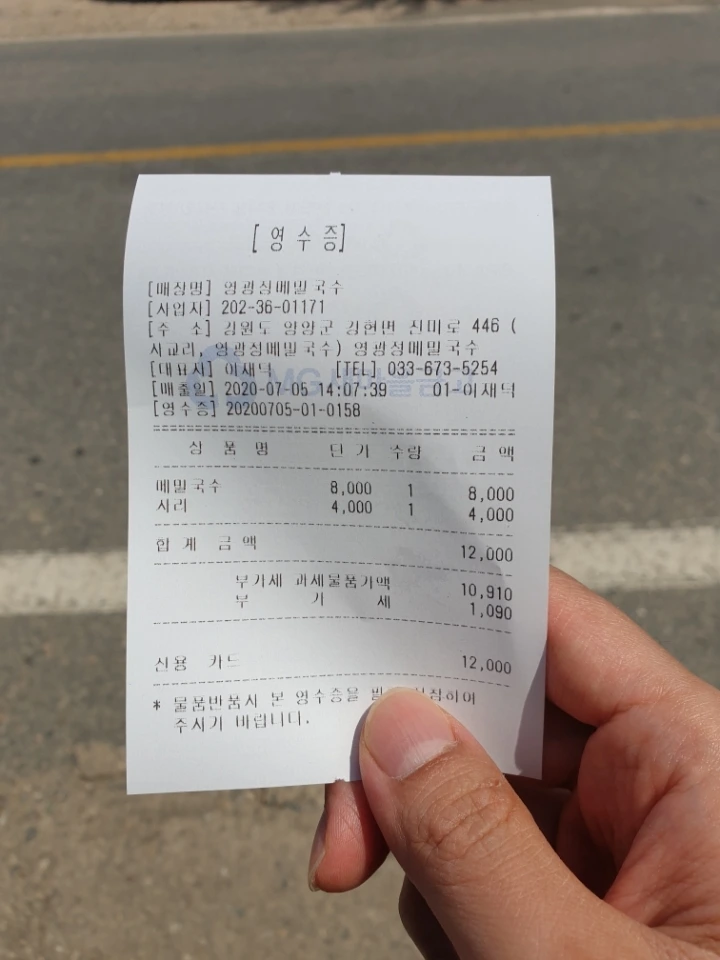 [영 수 증]
[매장명] 영광정메밀국수
[사업자] 202-36-01171
[주 소] 강원도 양양군 강현면 진미로 446 (
사교리, 영광정메밀국수) 영광정메밀국수
[대표자] 이재덕 [TEL] 033-673-5254
[매출일] 2020-07-05 14:07:39 01-이재덕
[영수증] 20200705-01-0158
상 품 명 단 가 수량 금 액
메밀국수 8,000 1 8,000
사리 4,000 1 4,000
합 계 금 액 12,000
부가세 과세물품가액 10,910
부 가 세 1,090
신용 카드 12,000
* 물품반품시 본 영수증을
주시기 바랍니다.